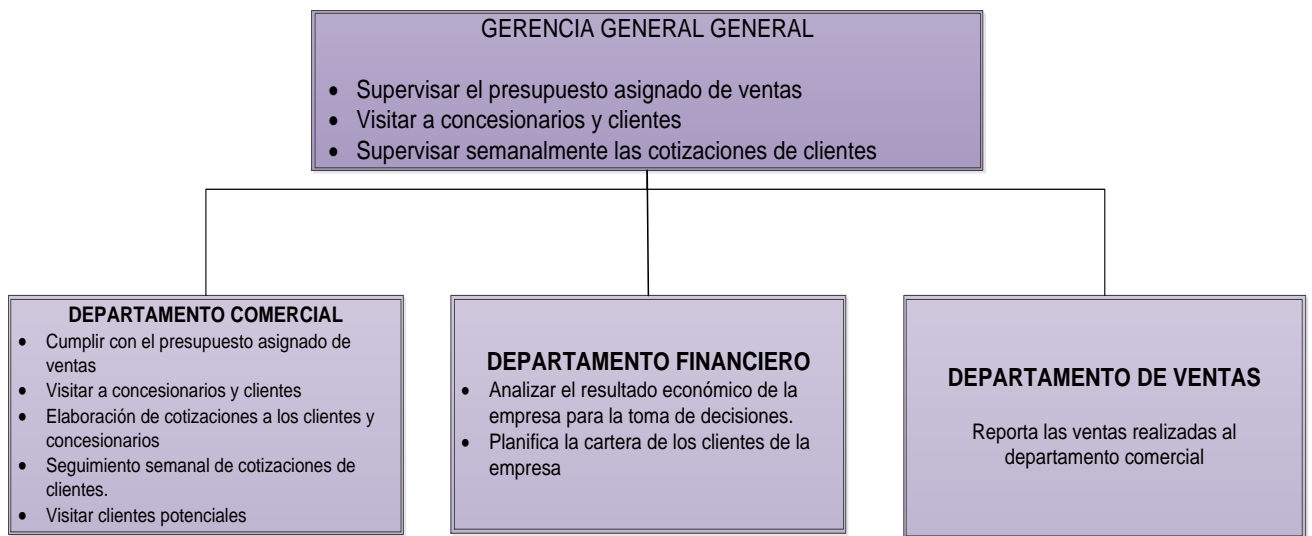 GERENCIA GENERAL GENERAL
• Supervisar el presupuesto asignado de ventas
• Visitar a concesionarios y clientes
• Supervisar semanalmente las cotizaciones de clientes
DEPARTAMENTO COMERCIAL
• Cumplir con el presupuesto asignado de
ventas
• Visitar a concesionarios y clientes
• Elaboración de cotizaciones a los clientes y
concesionarios
• Seguimiento semanal de cotizaciones de
clientes.
• Visitar clientes potenciales
DEPARTAMENTO FINANCIERO
• Analizar el resultado económico de la
empresa para la toma de decisiones.
• Planifica la cartera de los clientes de la
empresa
DEPARTAMENTO DE VENTAS
Reporta las ventas realizadas al
departamento comercial